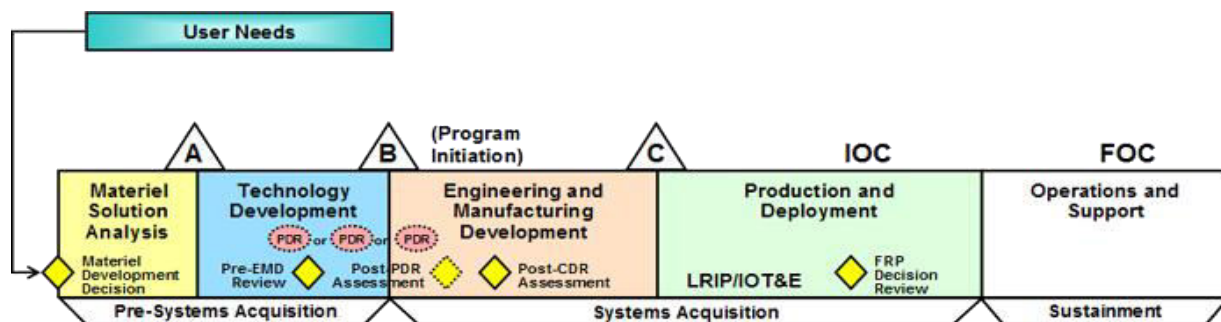 User Needs
A
B
(Program
Initiation)
C
IOC
FOC
Materiel
Solution
Analysis
Technology
Development
Engineering and
Manufacturing
Development
Production and
Deployment
Operations and
Support
PDR or PDR or PDR
Materiel
Development
Decision
Pre-EMD
Review
Post-PDR
Assessment
Post-CDR
Assessment
LRIP/IOT&E
FRP
Decision
Review
Pre-Systems Acquisition
Systems Acquisition
Sustainment